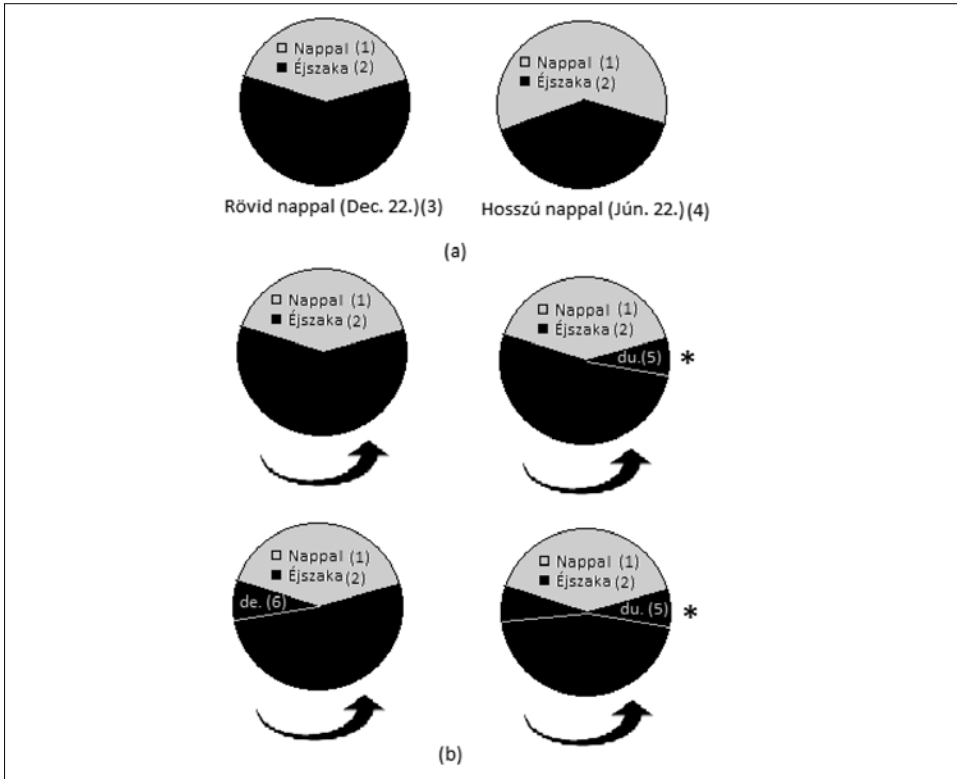 Nappal (1)
Éjszaka (2)
Nappal (1)
Éjszaka (2)
Rövid nappal (Dec. 22.)(3)
Hosszú nappal (Jún. 22.)(4)
(a)
Nappal (1)
Éjszaka (2)
Nappal (1)
Éjszaka (2)
du.(5)
*
Nappal (1)
Éjszaka (2)
de. (6)
Nappal (1)
Éjszaka (2)
du. (5)
*
(b)